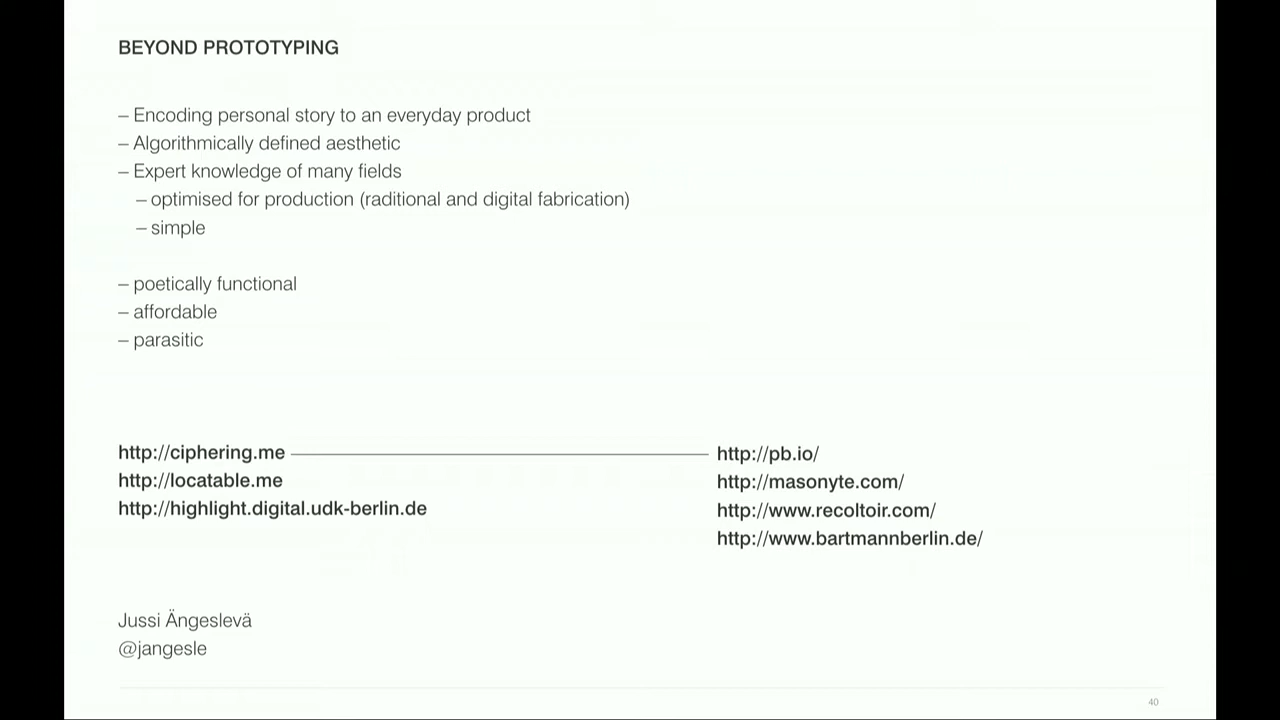 BEYOND PROTOTYPING
– Encoding personal story to an everyday product
– Algorithmically defined aesthetic
– Expert knowledge of many fields
– optimised for production (raditional and digital fabrication)
– simple
– poetically functional
– affordable
– parasitic
http://ciphering.me
http://locatable.me
http://highlight.digital.udk-berlin.de
http://pb.io/
http://masonyte.com/
http://www.recoltoir.com/
http://www.bartmannberlin.de/
Jussi Ängeslevä
@jangesle
40